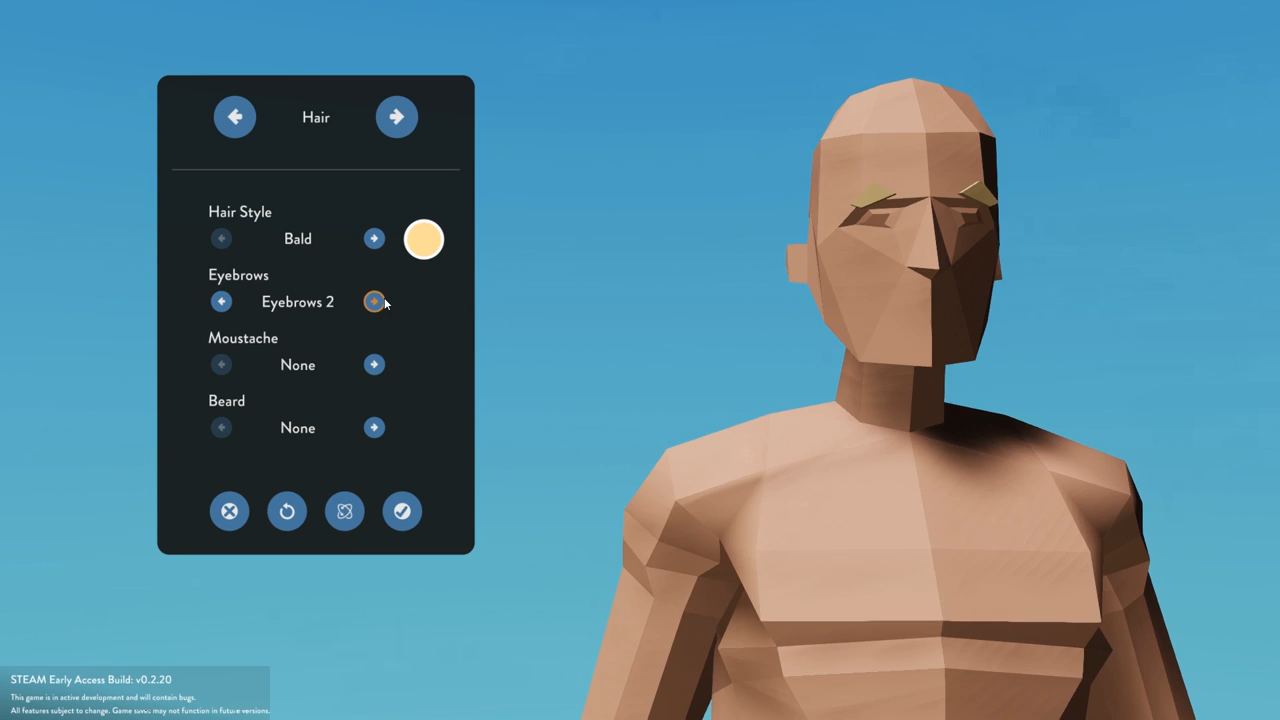 Hair
Hair Style
Bald
Eyebrows
Eyebrows 2
Moustache
None
Beard
None
STEAM Early Access Build: v0.2.20
This game is in active development and will contain bugs.
All features subject to change. Game saves may not function in future versions.